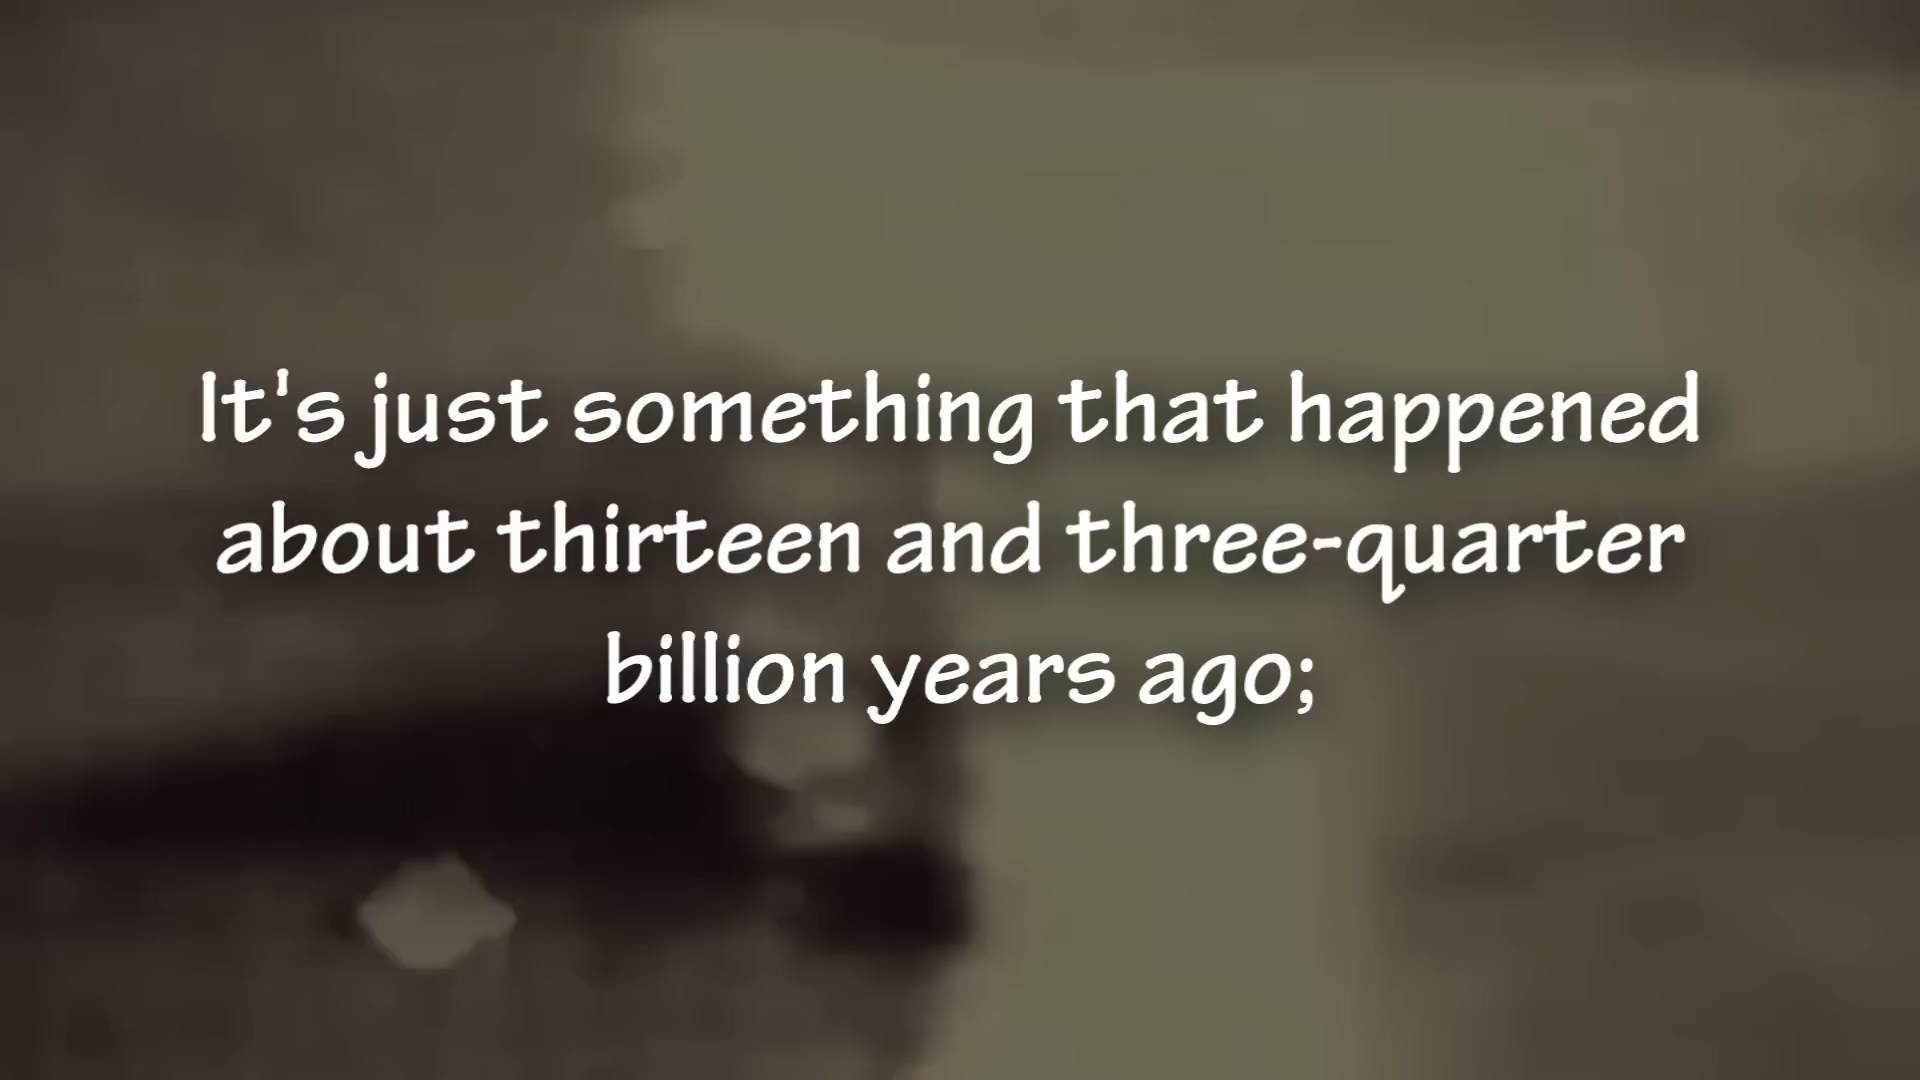 It's just something that happened
about thirteen and three-quarter
billion years ago;